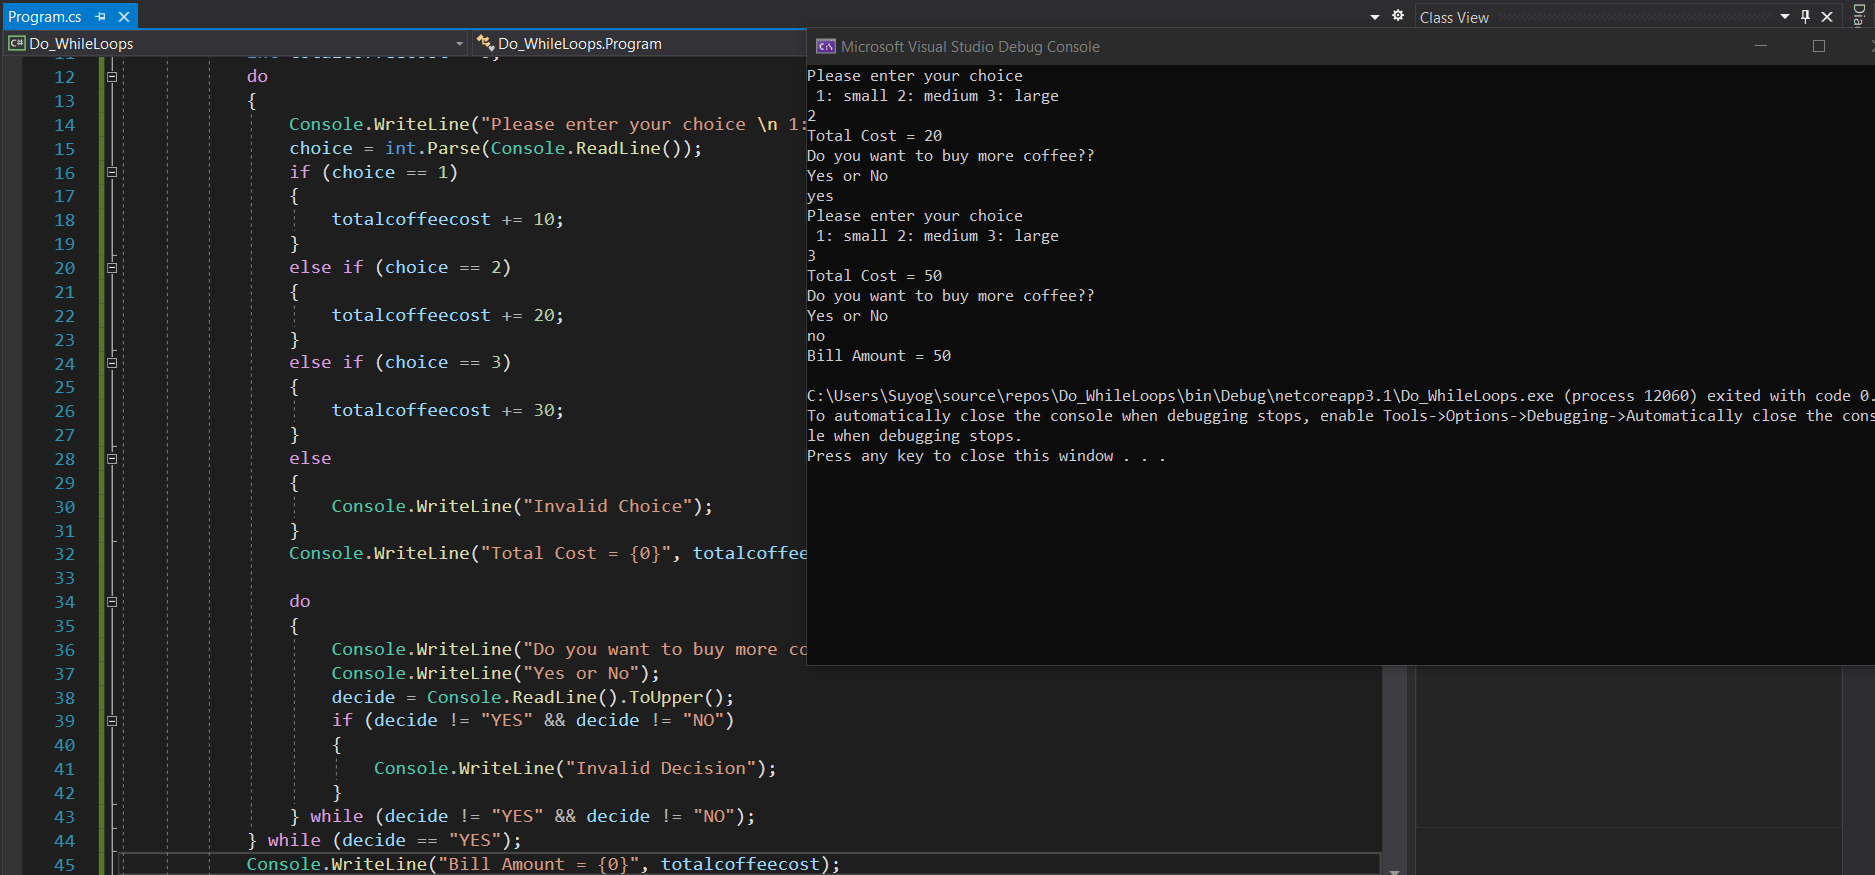 Program.cs
Class View
Do_WhileLoops
Do_WhileLoops.Program
12 do
13 {
14 Console.WriteLine("Please enter your choice \n 1:
15 choice = int.Parse(Console.ReadLine());
16 if (choice == 1)
17 {
18 totalcoffeecost += 10;
19 }
20 else if (choice == 2)
21 {
22 totalcoffeecost += 20;
23 }
24 else if (choice == 3)
25 {
26 totalcoffeecost += 30;
27 }
28 else
29 {
30 Console.WriteLine("Invalid Choice");
31 }
32 Console.WriteLine("Total Cost = {0}", totalcoffee
33
34 do
35 {
36 Console.WriteLine("Do you want to buy more co
37 Console.WriteLine("Yes or No");
38 decide = Console.ReadLine().ToUpper();
39 if (decide != "YES" && decide != "NO")
40 {
41 Console.WriteLine("Invalid Decision");
42 }
43 } while (decide != "YES" && decide != "NO");
44 } while (decide == "YES");
45 Console.WriteLine("Bill Amount = {0}", totalcoffeecost);
Microsoft Visual Studio Debug Console
Please enter your choice
1: small 2: medium 3: large
2
Total Cost = 20
Do you want to buy more coffee??
Yes or No
yes
Please enter your choice
1: small 2: medium 3: large
3
Total Cost = 50
Do you want to buy more coffee??
Yes or No
no
Bill Amount = 50
C:\Users\Suyog\source\repos\Do_WhileLoops\bin\Debug\netcoreapp3.1\Do_WhileLoops.exe (process 12060) exited with code 0.
To automatically close the console when debugging stops, enable Tools->Options->Debugging->Automatically close the cons
le when debugging stops.
Press any key to close this window . . .